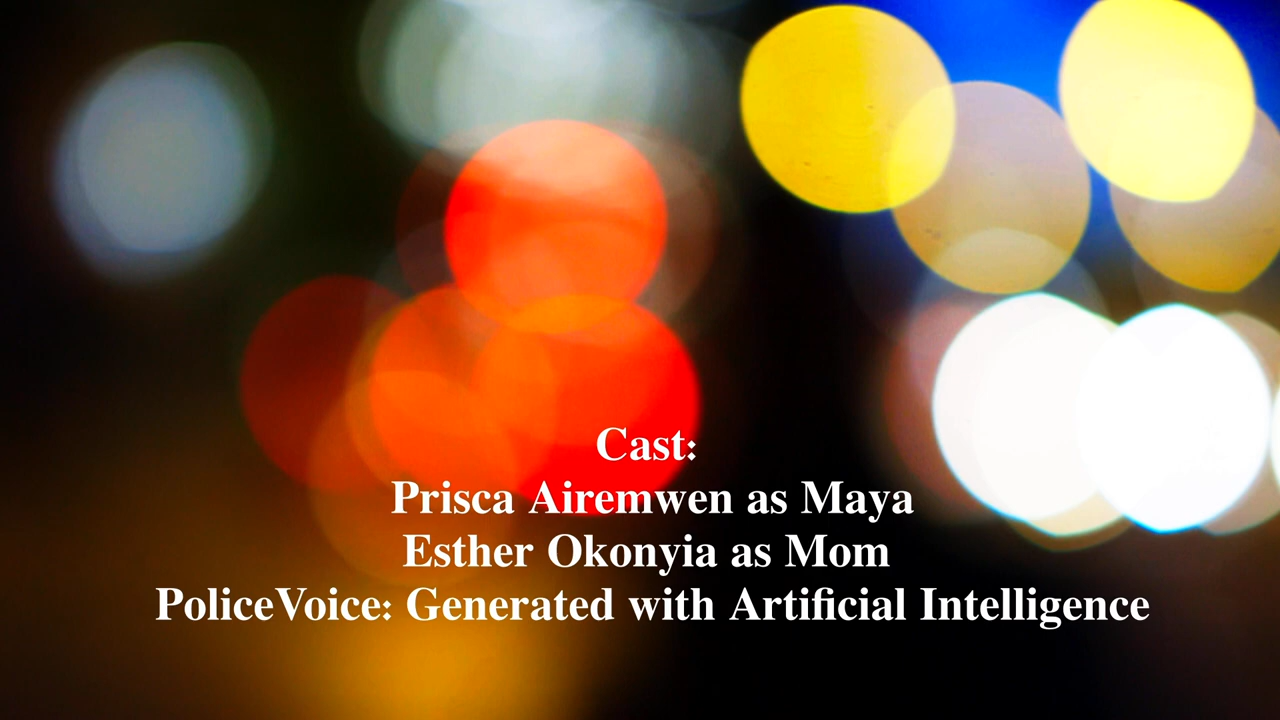 Cast:
Prisca Airemwen as Maya
Esther Okonyia as Mom
PoliceVoice: Generated with Artificial Intelligence